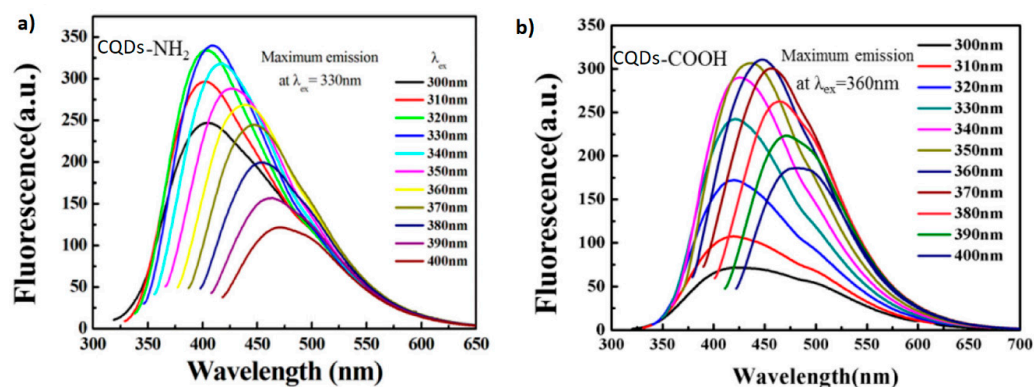 a)
CQDs-NH2
Maximum emission
at λex= 330nm
λex
300nm
310nm
320nm
330nm
340nm
350nm
360nm
370nm
380nm
390nm
400nm
Fluorescence(a.u.)
350
300
250
200
150
100
50
0
300 350 400 450 500 550 600 650
Wavelength (nm)
b)
CQDs-COOH
Maximum emission
at λex=360nm
300nm
310nm
320nm
330nm
340nm
350nm
360nm
370nm
380nm
390nm
400nm
Fluorescence(a.u.)
350
300
250
200
150
100
50
0
300 350 400 450 500 550 600 650 700
Wavelength(nm)